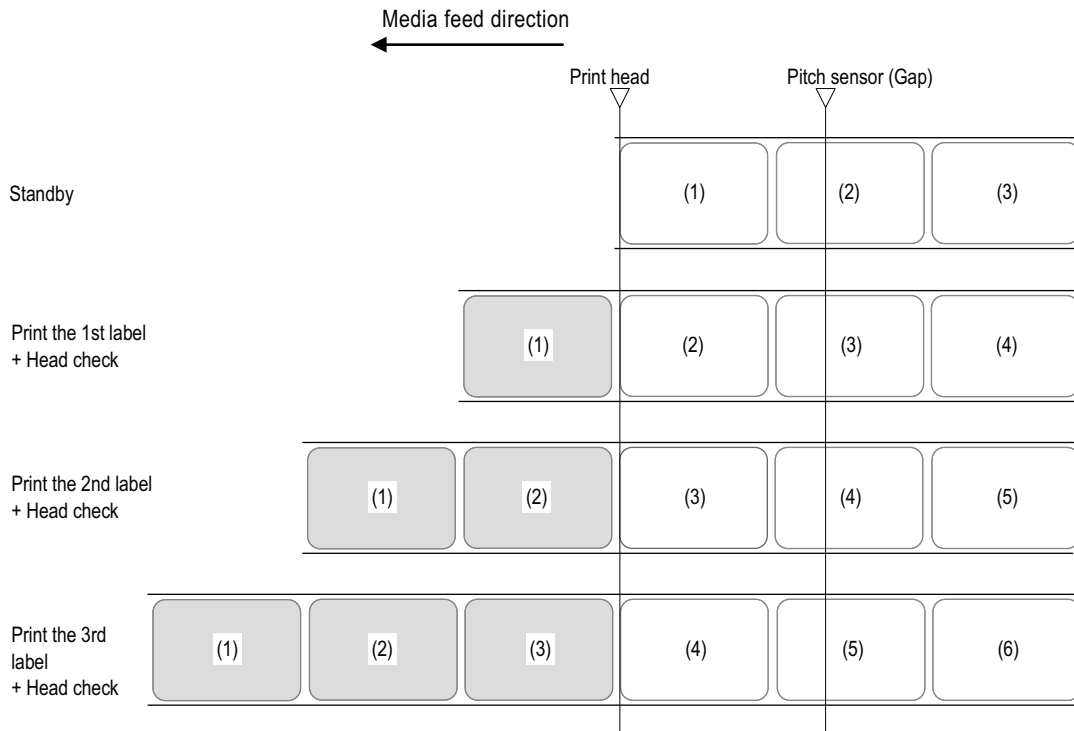 Media feed direction
Print head
Pitch sensor (Gap)
Standby
(1)
(2)
(3)
Print the 1st label
+ Head check
(1)
(2)
(3)
(4)
Print the 2nd label
+ Head check
(1)
(2)
(3)
(4)
(5)
Print the 3rd
label
+ Head check
(1)
(2)
(3)
(4)
(5)
(6)